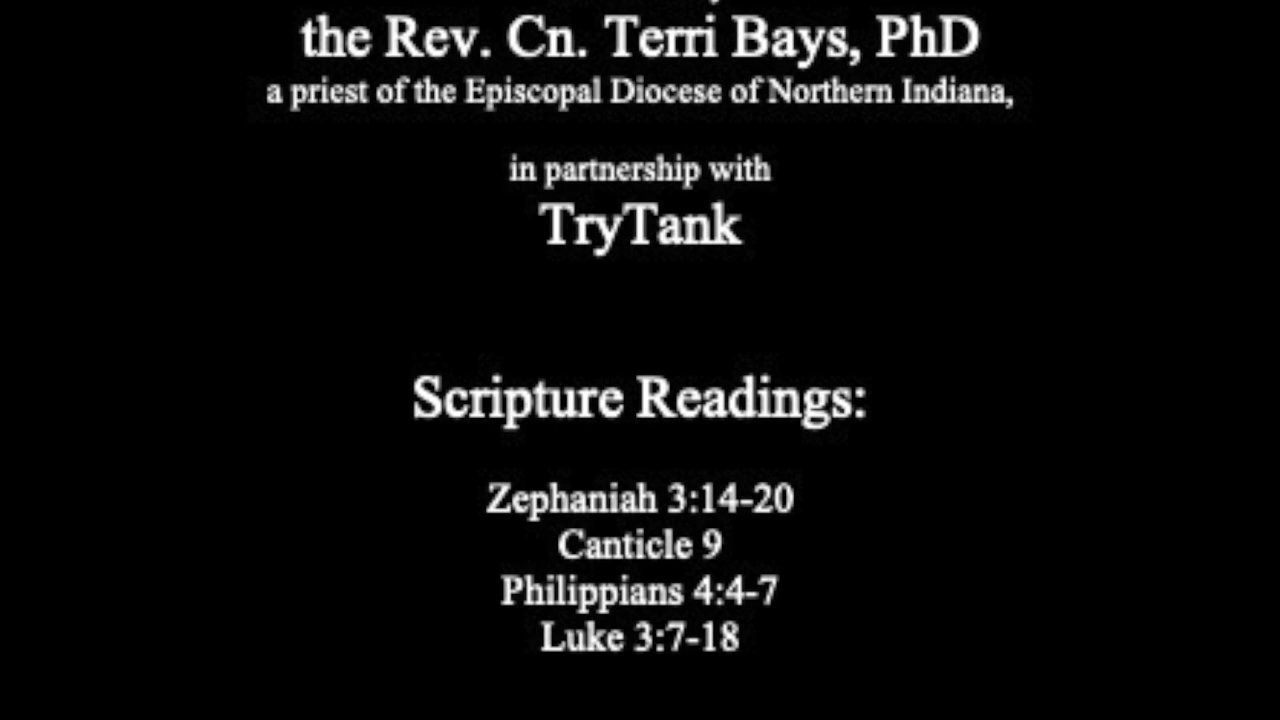 the Rev. Cn. Terri Bays, PhD
a priest of the Episcopal Diocese of Northern Indiana,
in partnership with
TryTank
Scripture Readings:
Zephaniah 3:14-20
Canticle 9
Philippians 4:4-7
Luke 3:7-18